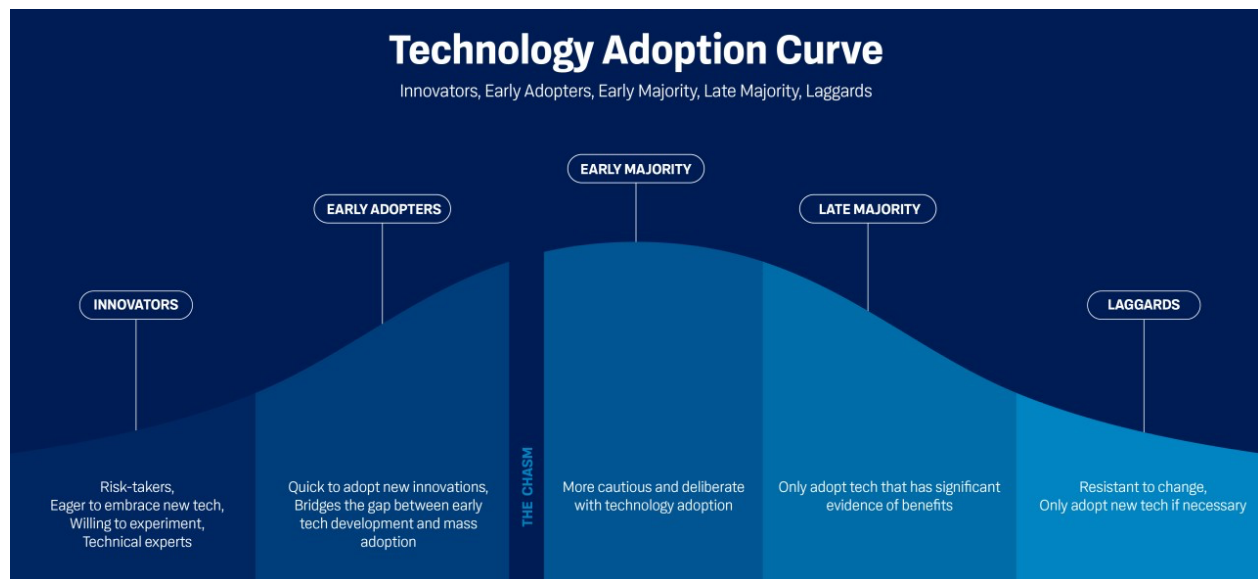 Technology Adoption Curve
Innovators, Early Adopters, Early Majority, Late Majority, Laggards
INNOVATORS
EARLY ADOPTERS
EARLY MAJORITY
LATE MAJORITY
LAGGARDS
Risk-takers,
Eager to embrace new tech,
Willing to experiment,
Technical experts
Quick to adopt new innovations,
Bridges the gap between early
tech development and mass
adoption
THE CHASM
More cautious and deliberate
with technology adoption
Only adopt tech that has significant
evidence of benefits
Resistant to change,
Only adopt new tech if necessary